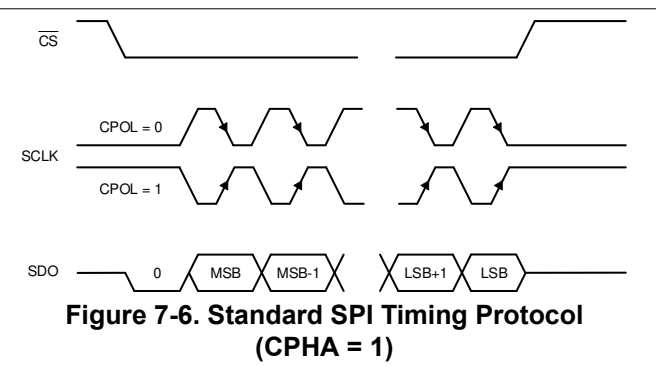 CS
CPOL = 0
SCLK
CPOL = 1
SDO 0 MSB MSB-1 LSB+1 LSB
Figure 7-6. Standard SPI Timing Protocol
(CPHA = 1)